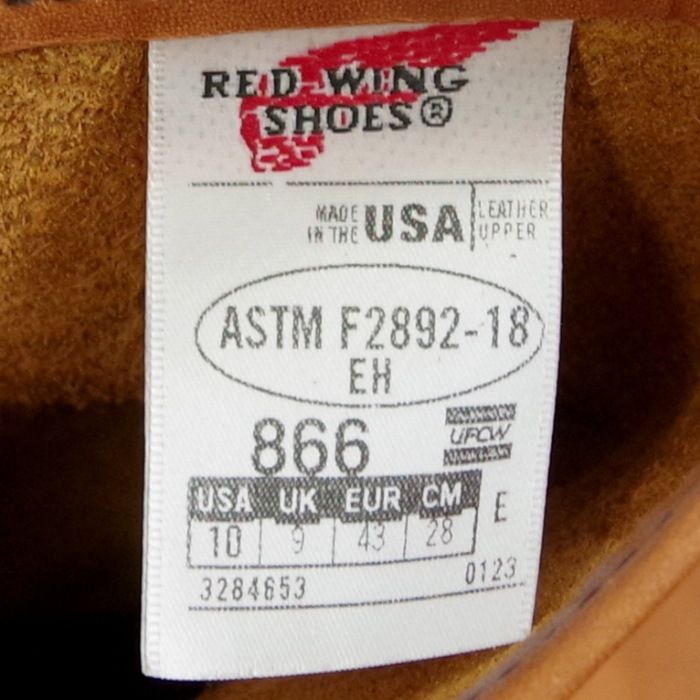 RED WING
SHOES®
MADE
IN THE
USA
LEATHER
UPPER
ASTM F2892-18
EH
866
UFCW
USA UK EUR CM
E
10 9 43 28
3284653
0123